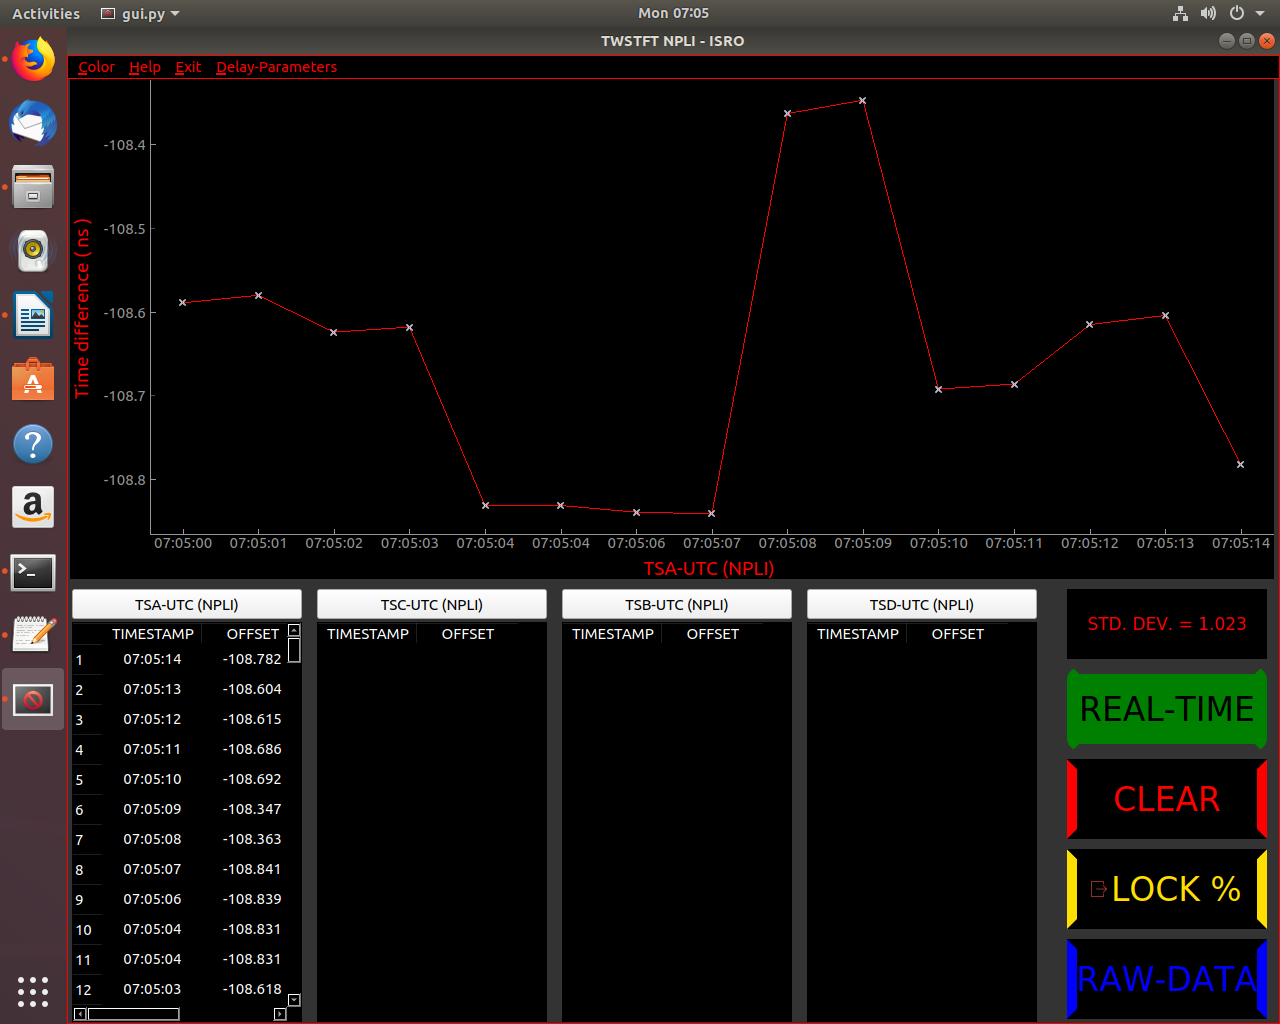 Activities gui.py Mon 07:05
TWSTFT NPLI - ISRO
Color Help Exit Delay-Parameters
Time difference ( ns )
-108.4
-108.5
-108.6
-108.7
-108.8
07:05:00 07:05:01 07:05:02 07:05:03 07:05:04 07:05:04 07:05:06 07:05:07 07:05:08 07:05:09 07:05:10 07:05:11 07:05:12 07:05:13 07:05:14
TSA-UTC (NPLI)
TSA-UTC (NPLI) TSC-UTC (NPLI) TSB-UTC (NPLI) TSD-UTC (NPLI)
TIMESTAMP OFFSET TIMESTAMP OFFSET TIMESTAMP OFFSET TIMESTAMP OFFSET
1 07:05:14 -108.782
2 07:05:13 -108.604
3 07:05:12 -108.615
4 07:05:11 -108.686
5 07:05:10 -108.692
6 07:05:09 -108.347
7 07:05:08 -108.363
8 07:05:07 -108.841
9 07:05:06 -108.839
10 07:05:04 -108.831
11 07:05:04 -108.831
12 07:05:03 -108.618
STD. DEV. = 1.023
REAL-TIME
CLEAR
LOCK %
RAW-DATA